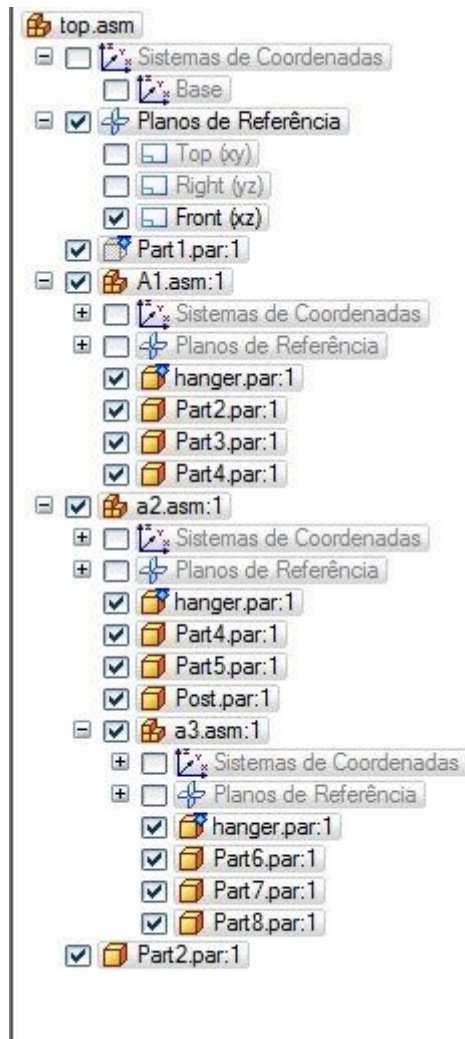 top.asm
Sistemas de Coordenadas
Base
Planos de Referência
Top (xy)
Right (yz)
Front (xz)
Part1.par:1
A1.asm:1
Sistemas de Coordenadas
Planos de Referência
hanger.par:1
Part2.par:1
Part3.par:1
Part4.par:1
a2.asm:1
Sistemas de Coordenadas
Planos de Referência
hanger.par:1
Part4.par:1
Part5.par:1
Post.par:1
a3.asm:1
Sistemas de Coordenadas
Planos de Referência
hanger.par:1
Part6.par:1
Part7.par:1
Part8.par:1
Part2.par:1